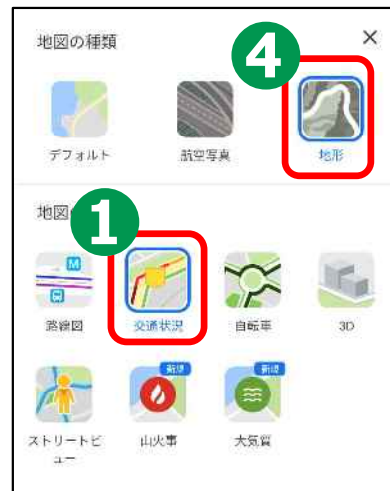 地図の種類
4
デフォルト
航空写真
地形
地図
1
M
路線図
交通状況
自転車
3D
新規
新規
ストリートビ
ュー
山火事
大気質